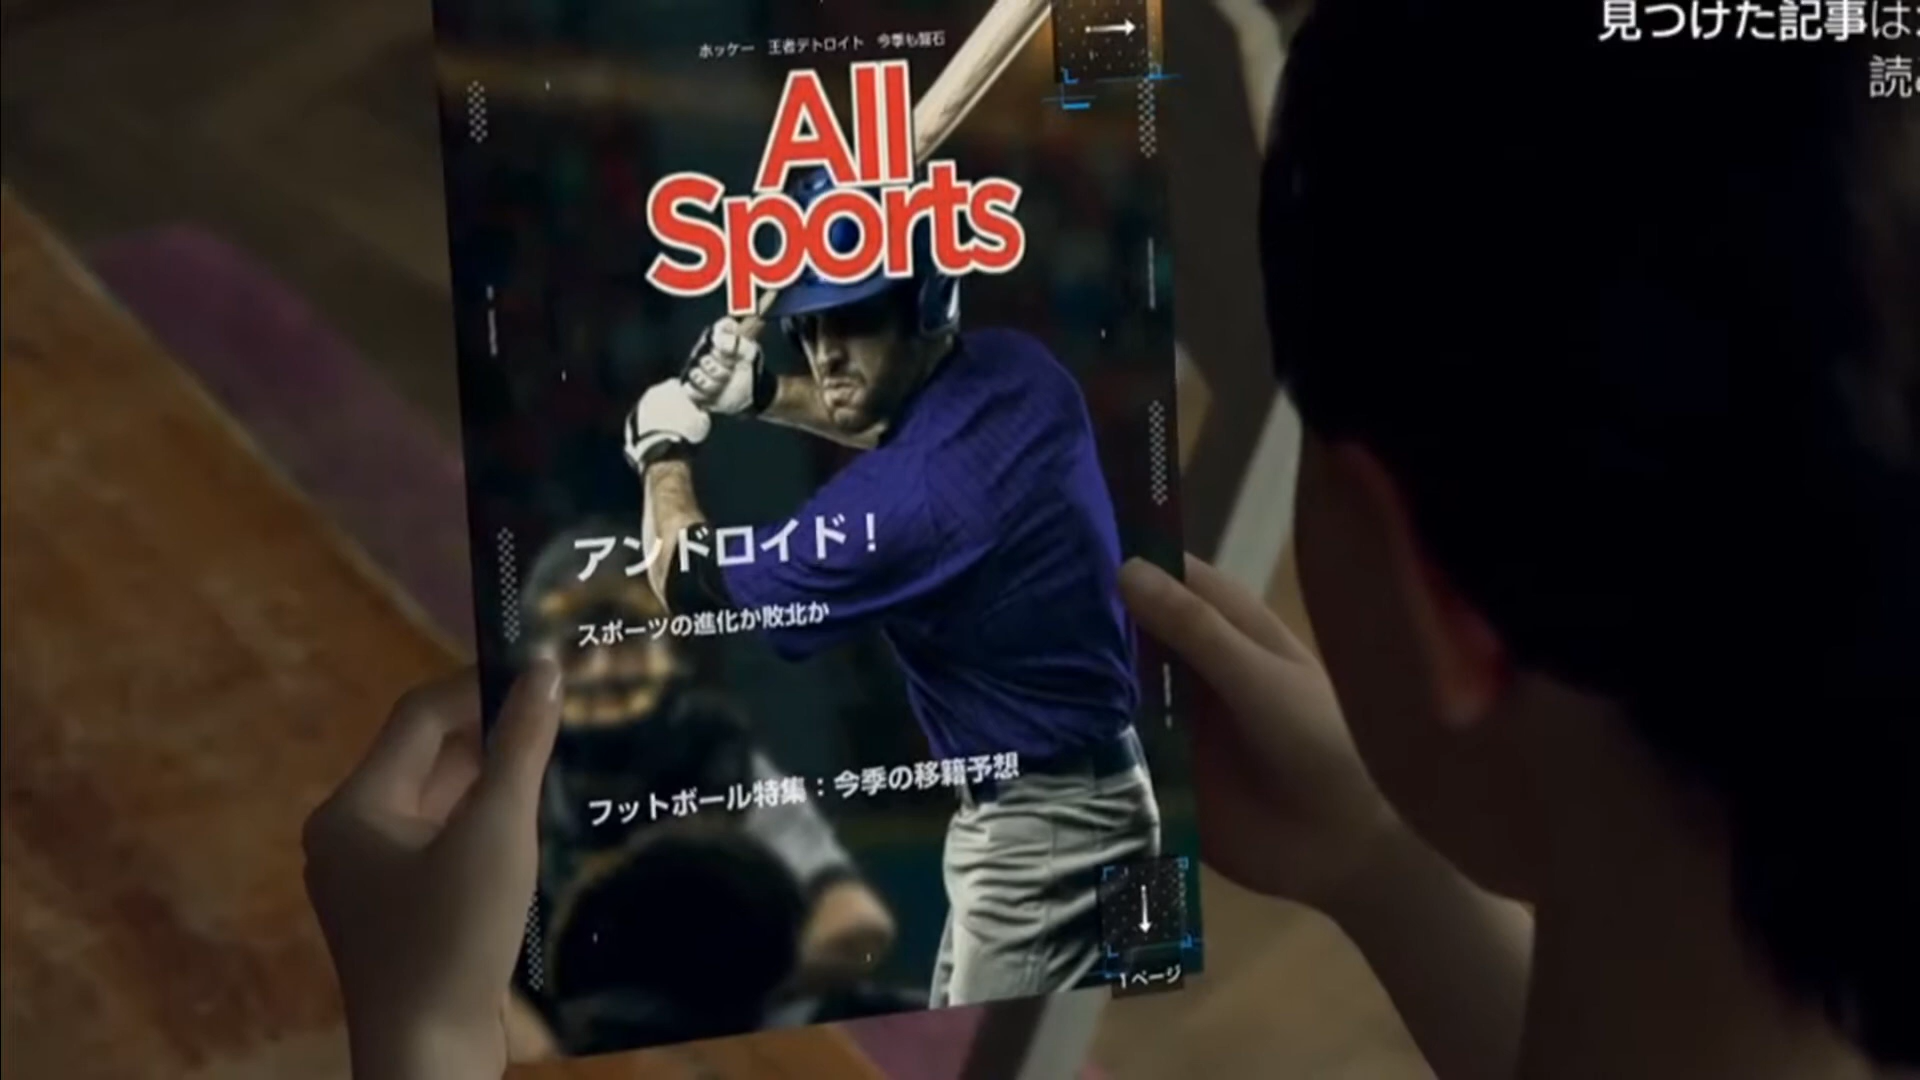 見つけた記事は
読
ホッケー 王者デトロイト 今季も盤石
All
Sports
アンドロイド！
スポーツの進化か敗北か
フットボール特集：今季の移籍予想
1ページ